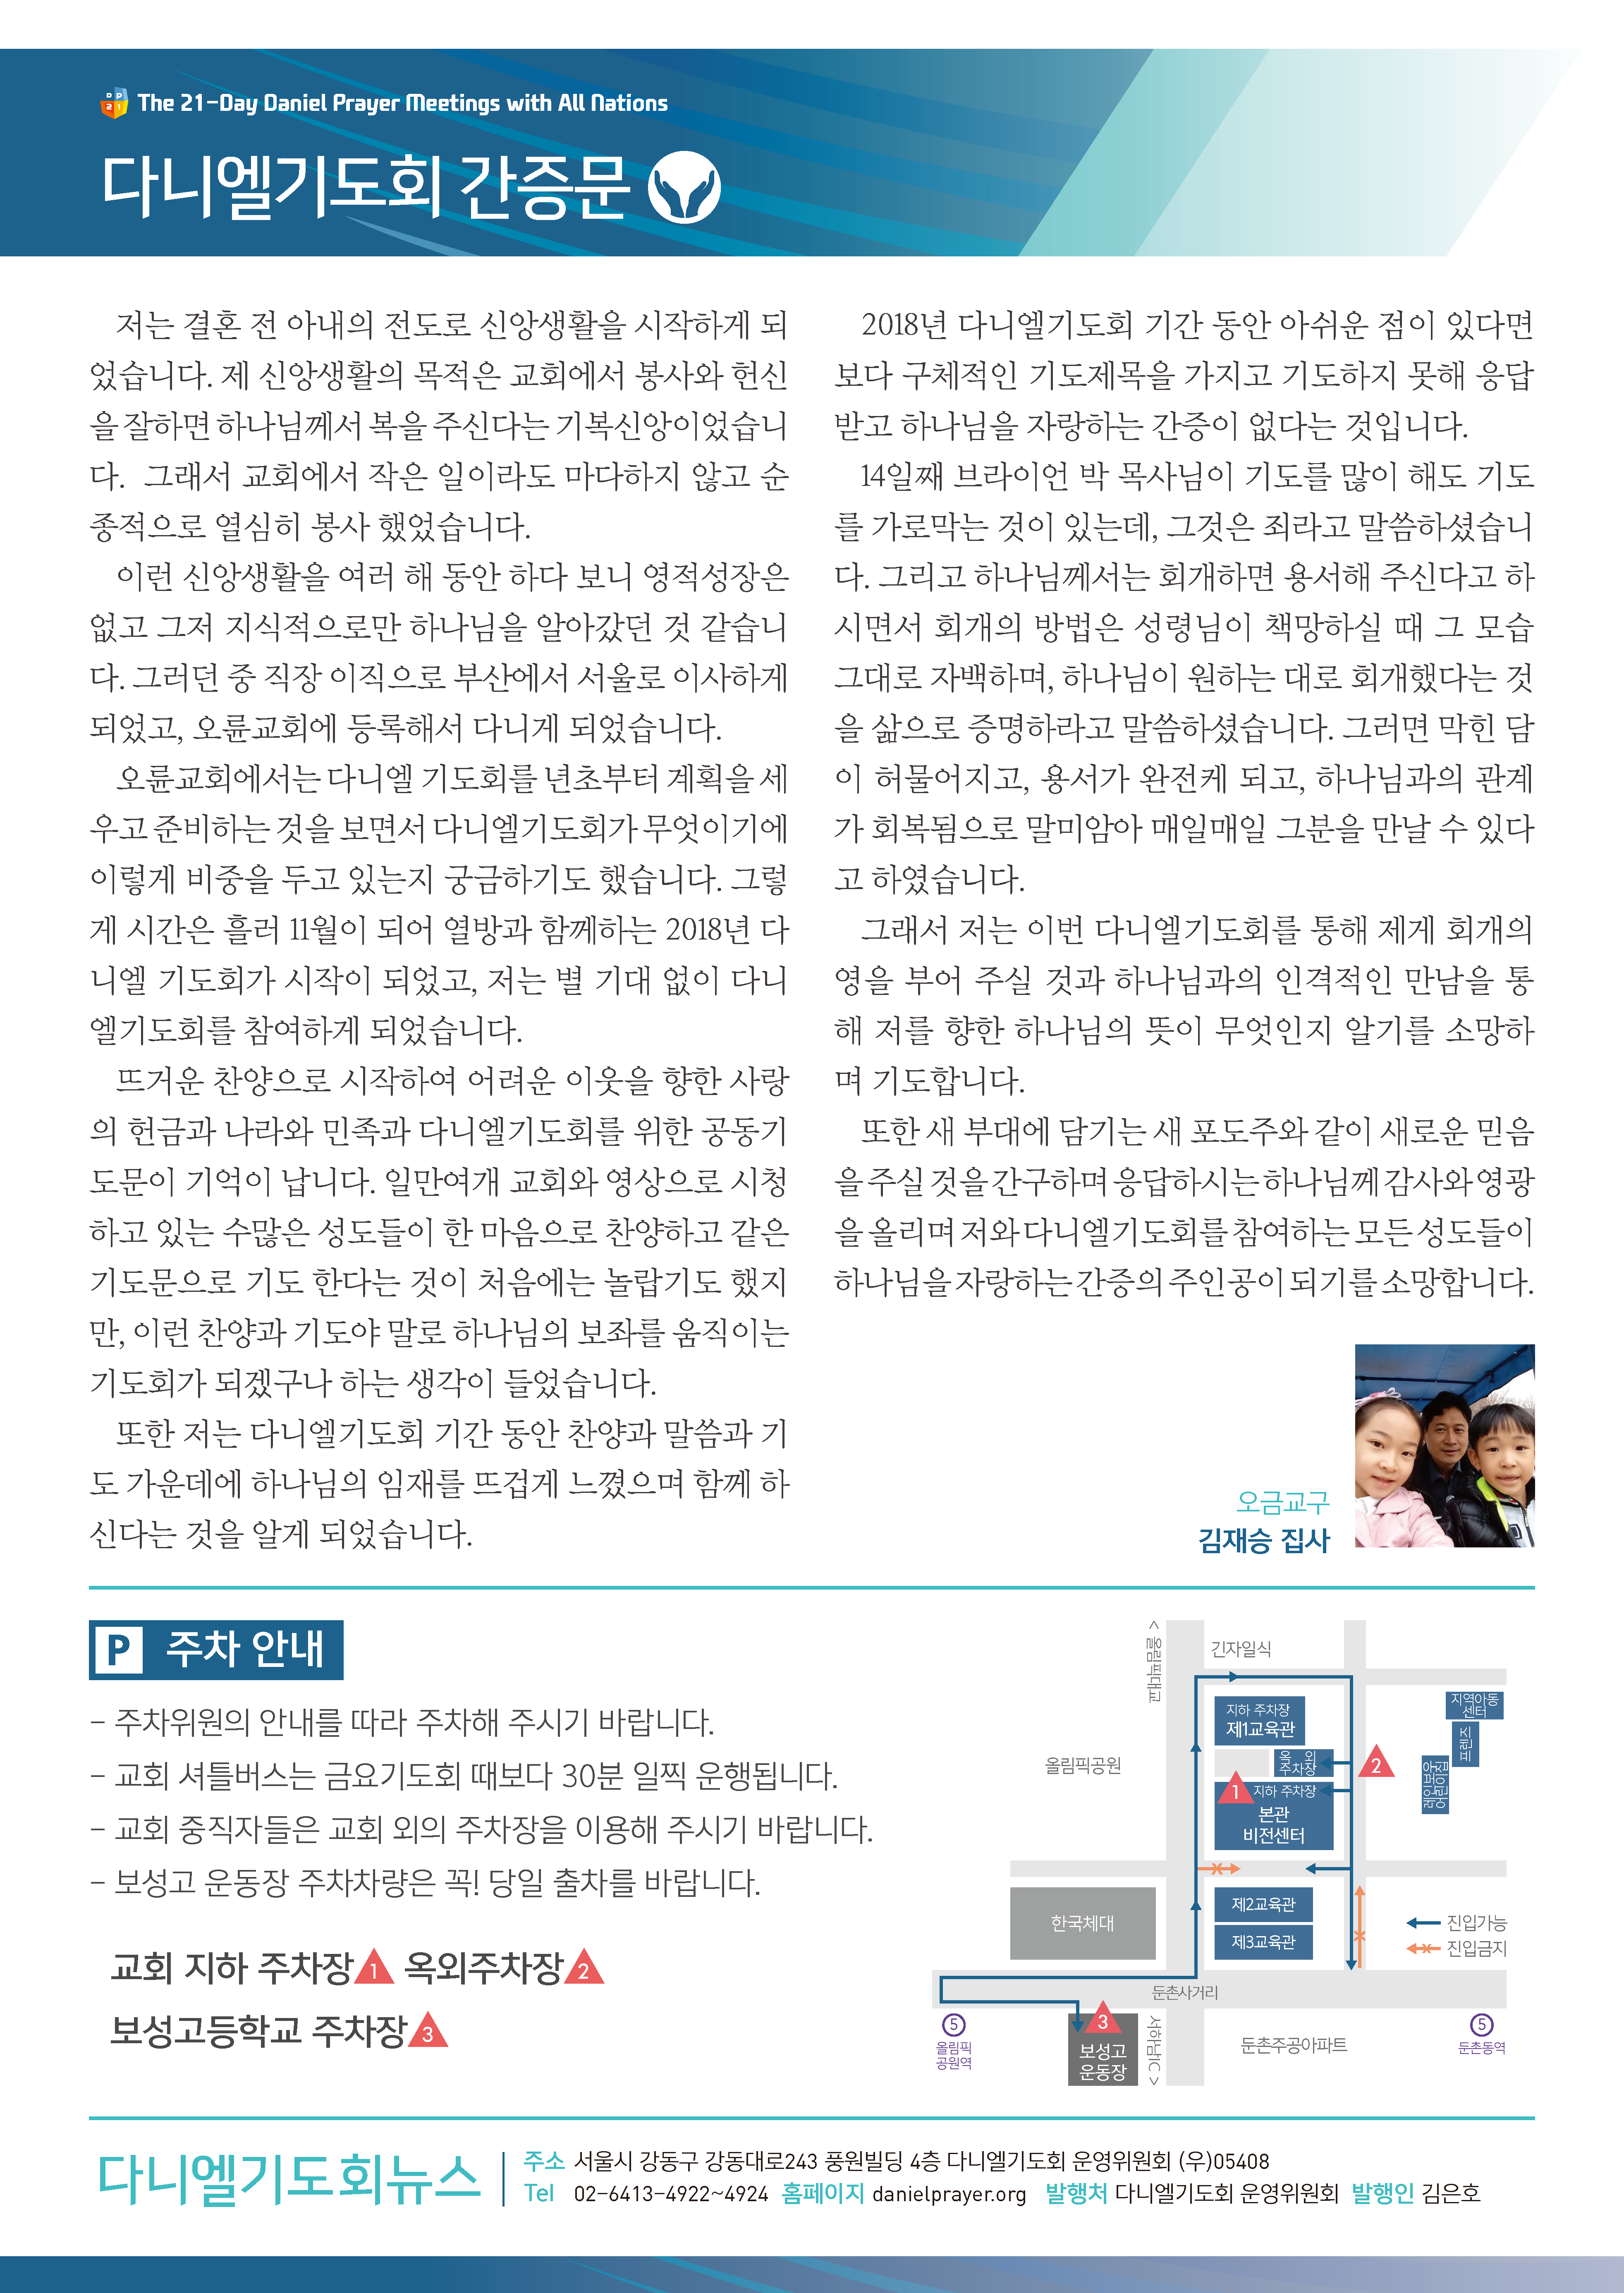 DP
21
The 21-Day Daniel Prayer Meetings with All Nations
다니엘기도회 간증문
저는 결혼 전 아내의 전도로 신앙생활을 시작하게 되
었습니다. 제 신앙생활의 목적은 교회에서 봉사와 헌신
을 잘하면 하나님께서 복을 주신다는 기복신앙이었습니
다. 그래서 교회에서 작은 일이라도 마다하지 않고 순
종적으로 열심히 봉사 했었습니다.
이런 신앙생활을 여러 해 동안 하다 보니 영적성장은
없고 그저 지식적으로만 하나님을 알아갔던 것 같습니
다. 그러던 중 직장 이직으로 부산에서 서울로 이사하게
되었고, 오륜교회에 등록해서 다니게 되었습니다.
오륜교회에서는 다니엘 기도회를 년초부터 계획을 세
우고 준비하는 것을 보면서 다니엘기도회가 무엇이기에
이렇게 비중을 두고 있는지 궁금하기도 했습니다. 그렇
게 시간은 흘러 11월이 되어 열방과 함께하는 2018년 다
니엘 기도회가 시작이 되었고, 저는 별 기대 없이 다니
엘기도회를 참여하게 되었습니다.
뜨거운 찬양으로 시작하여 어려운 이웃을 향한 사랑
의 헌금과 나라와 민족과 다니엘기도회를 위한 공동기
도문이 기억이 납니다. 일만여개 교회와 영상으로 시청
하고 있는 수많은 성도들이 한 마음으로 찬양하고 같은
기도문으로 기도 한다는 것이 처음에는 놀랍기도 했지
만, 이런 찬양과 기도야 말로 하나님의 보좌를 움직이는
기도회가 되겠구나 하는 생각이 들었습니다.
또한 저는 다니엘기도회 기간 동안 찬양과 말씀과 기
도 가운데에 하나님의 임재를 뜨겁게 느꼈으며 함께 하
신다는 것을 알게 되었습니다.
2018년 다니엘기도회 기간 동안 아쉬운 점이 있다면
보다 구체적인 기도제목을 가지고 기도하지 못해 응답
받고 하나님을 자랑하는 간증이 없다는 것입니다.
14일째 브라이언 박 목사님이 기도를 많이 해도 기도
를 가로막는 것이 있는데, 그것은 죄라고 말씀하셨습니
다. 그리고 하나님께서는 회개하면 용서해 주신다고 하
시면서 회개의 방법은 성령님이 책망하실 때 그 모습
그대로 자백하며, 하나님이 원하는 대로 회개했다는 것
을 삶으로 증명하라고 말씀하셨습니다. 그러면 막힌 담
이 허물어지고, 용서가 완전케 되고, 하나님과의 관계
가 회복됨으로 말미암아 매일매일 그분을 만날 수 있다
고 하였습니다.
그래서 저는 이번 다니엘기도회를 통해 제게 회개의
영을 부어 주실 것과 하나님과의 인격적인 만남을 통
해 저를 향한 하나님의 뜻이 무엇인지 알기를 소망하
며 기도합니다.
또한 새 부대에 담기는 새 포도주와 같이 새로운 믿음
을 주실 것을 간구하며 응답하시는 하나님께 감사와 영광
을 올리며 저와 다니엘기도회를 참여하는 모든 성도들이
하나님을 자랑하는 간증의 주인공이 되기를 소망합니다.
오금교구
김재승 집사
P 주차 안내
- 주차위원의 안내를 따라 주차해 주시기 바랍니다.
- 교회 셔틀버스는 금요기도회 때보다 30분 일찍 운행됩니다.
- 교회 중직자들은 교회 외의 주차장을 이용해 주시기 바랍니다.
- 보성고 운동장 주차차량은 꼭! 당일 출차를 바랍니다.
교회 지하 주차장 1 옥외주차장 2
보성고등학교 주차장 3
< 올림픽대교
긴자일식
지하 주차장
제1교육관
지역아동
센터
프렌즈
레인보우
어린이집
올림픽공원
옥 외
주차장
2
1
지하 주차장
본관
비전센터
한국체대
제2교육관
제3교육관
진입가능
진입금지
둔촌사거리
5
올림픽
공원역
3
보성고
운동장
서하남IC >
둔촌주공아파트
5
둔촌동역
다니엘기도회뉴스
주소 서울시 강동구 강동대로243 풍원빌딩 4층 다니엘기도회 운영위원회 (우)05408
Tel 02-6413-4922~4924 홈페이지 danielprayer.org 발행처 다니엘기도회 운영위원회 발행인 김은호